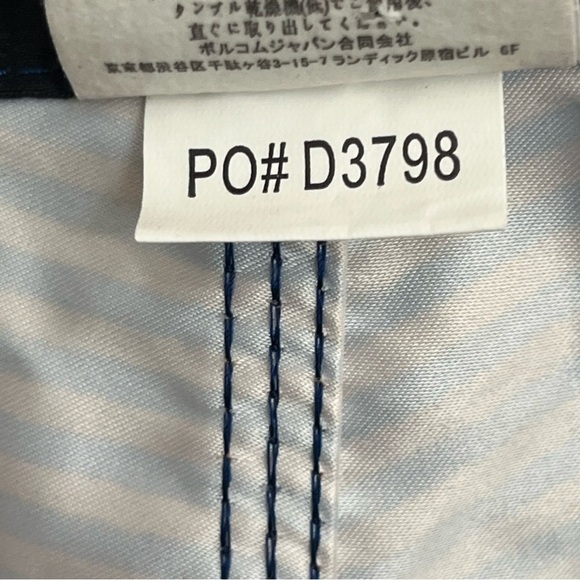 タンブル乾燥機(低)でご使用後、
直ぐに取り出してください。
ボルコムジャパン合同会社
東京都渋谷区千駄ヶ谷3-15-7 ランディック原宿ビル 6F
PO# D3798